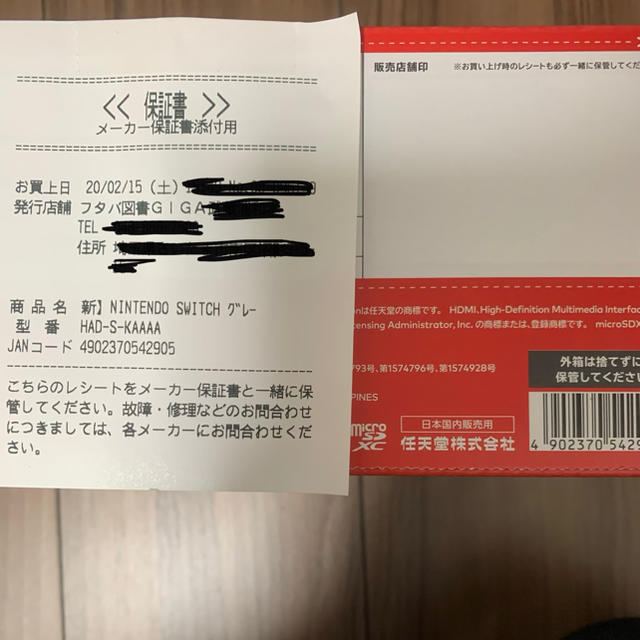 << 保証書 >>
メーカー保証書添付用
お買上日 20/02/15 (土)
発行店舗 フタバ図書GIGA
TEL
住所
商品名 新】NINTENDO SWITCH グレー
型番 HAD-S-KAAAA
JANコード 4902370542905
こちらのレシートをメーカー保証書と一緒に保
管してください。故障・修理などのお問合わせ
につきましては、各メーカーにお問合わせくだ
さい。
販売店舗印
※お買い上げ時のレシートも必ず一緒に保管してくだ
は任天堂の商標です。 HDMI、High-Definition Multimedia Interfac
ensing Administrator, Inc. の商標または、登録商標です。 microSDX
793号、第1574796号、第1574928号
PINES
外箱は捨てずに
保管してください
micro
SD
XC
日本国内販売用
任天堂株式会社
4 902370 5429